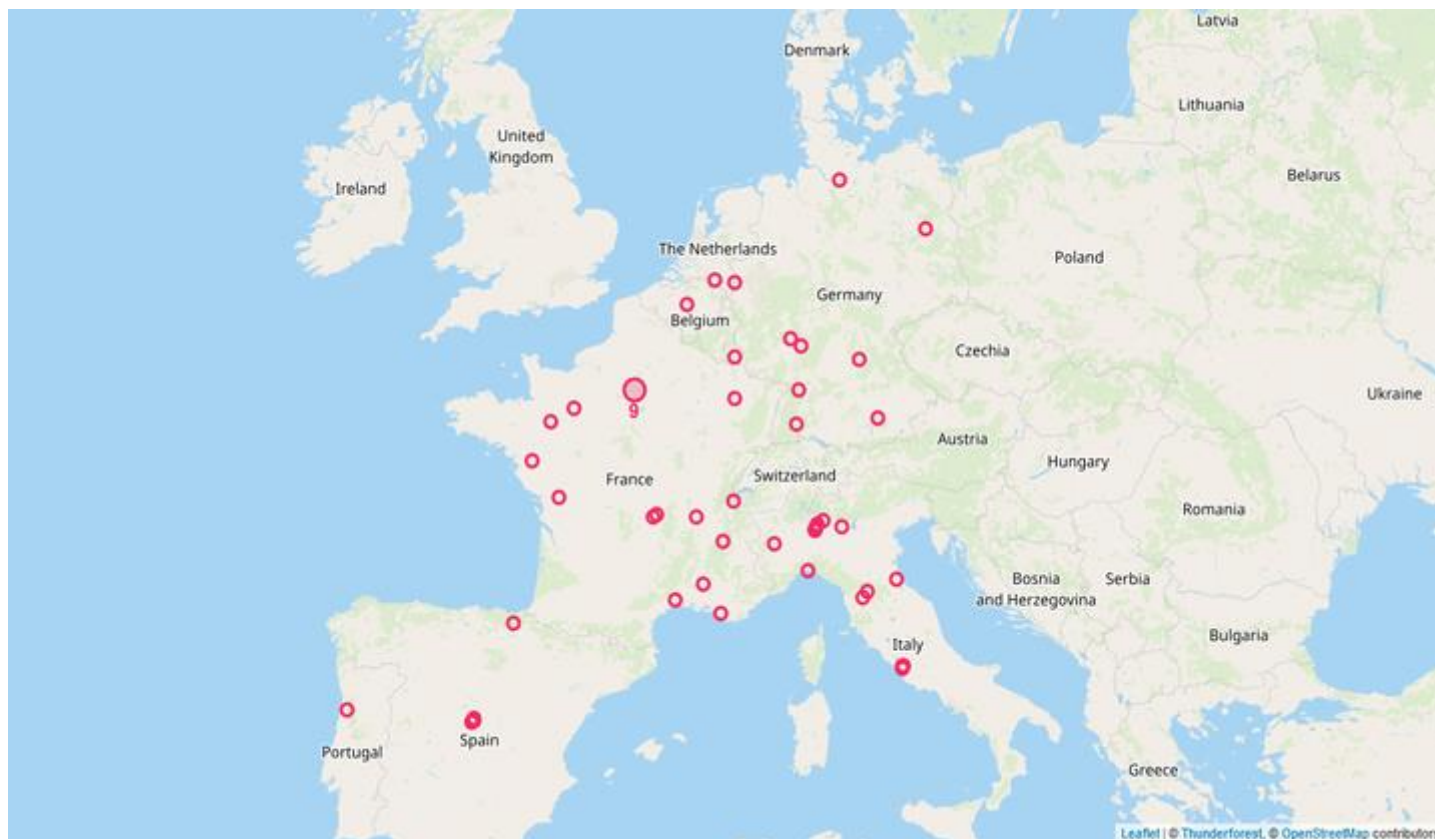 Latvia
Denmark
Lithuania
United
Kingdom
Belarus
Ireland
The Netherlands
Poland
Germany
Belgium
Czechia
Ukraine
9
Austria
Hungary
France
Switzerland
Romania
Bosnia
and Herzegovina
Serbia
Bulgaria
Italy
Spain
Portugal
Greece
Leaflet | © Thunderforest, © OpenStreetMap contributors